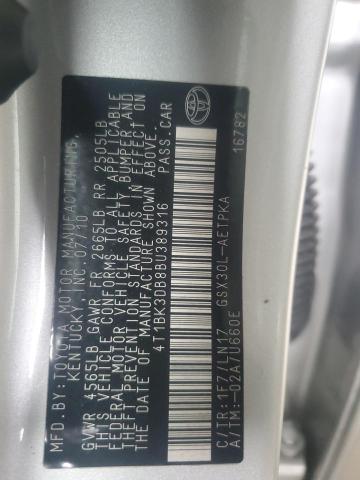 MFD.BY:TOYOTA MOTOR MANUFACTURING,
KENTUCKY, INC. 07/10
GVWR 4565LB GAWR FR 2665LB RR 2505LB
THIS VEHICLE CONFORMS TO ALL APPLICABLE
FEDERAL MOTOR VEHICLE SAFETY, BUMPER, AND
THEFT PREVENTION STANDARDS IN EFFECT ON
THE DATE OF MANUFACTURE SHOWN ABOVE.
4T1BK3DB8BU389316 PASS.CAR
C/TR:1F7/LN17 GSX30L-AETPKA
A/TM:-02A/U660E 16782